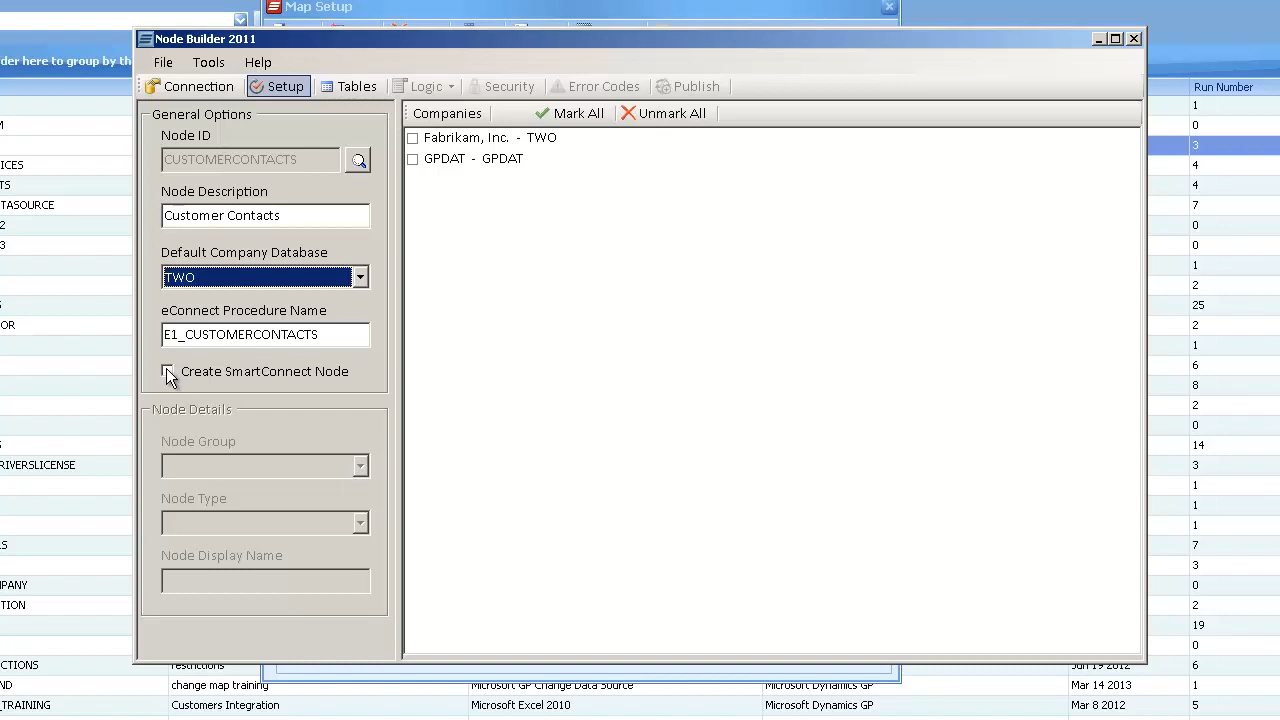 Map Setup
Node Builder 2011
File Tools Help
Connection Setup Tables Logic Security Error Codes Publish
General Options
Node ID
CUSTOMERCONTACTS
Node Description
Customer Contacts
Default Company Database
TWO
eConnect Procedure Name
E1_CUSTOMERCONTACTS
Create SmartConnect Node
Node Details
Node Group
Node Type
Node Display Name
Companies Mark All Unmark All
Fabrikam, Inc. - TWO
GPDAT - GPDAT
der here to group by th
M
ICES
TS
TASOURCE
2
3
S
OR
S
RIVERSLICENSE
LS
PANY
TION
CTIONS restrictions Jun 19 2012 6
ND change map training Microsoft GP Change Data Source Microsoft Dynamics GP Mar 14 2013 1
_TRAINING Customers Integration Microsoft Excel 2010 Microsoft Dynamics GP Mar 8 2012 5
Run Number
1
0
3
4
4
7
0
0
1
2
25
2
1
6
8
2
0
14
3
1
1
1
7
3
0
2
19
0